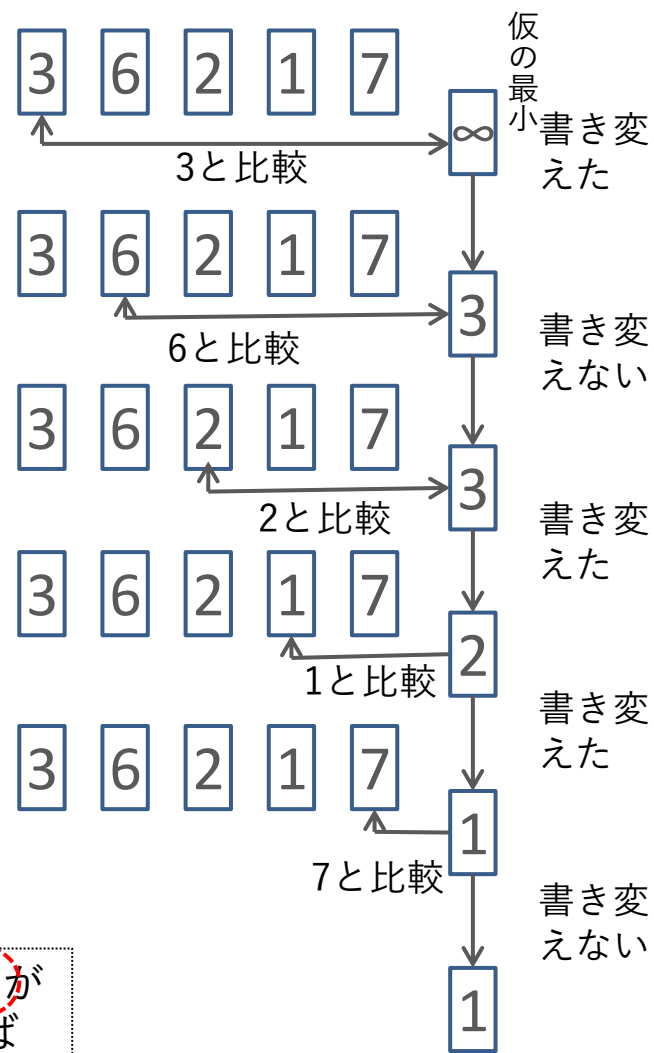 仮の最小
3 6 2 1 7
∞
書き変
えた
3と比較
3 6 2 1 7
3
書き変
えない
6と比較
3 6 2 1 7
3
書き変
えた
2と比較
3 6 2 1 7
2
書き変
えた
1と比較
3 6 2 1 7
1
書き変
えない
7と比較
1
が
ば